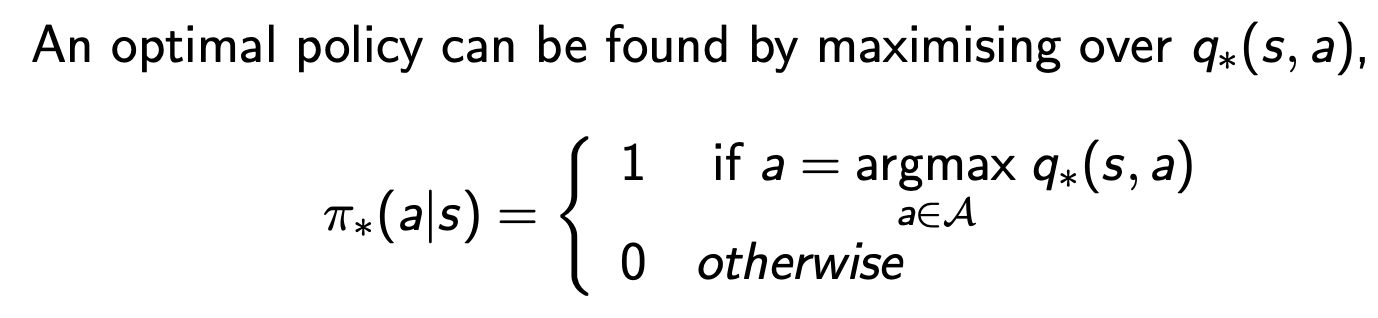 An optimal policy can be found by maximising over q∗(s, a),
1 if a = argmax q∗(s, a)
a∈𝒜
π∗(a|s) = {
0 otherwise